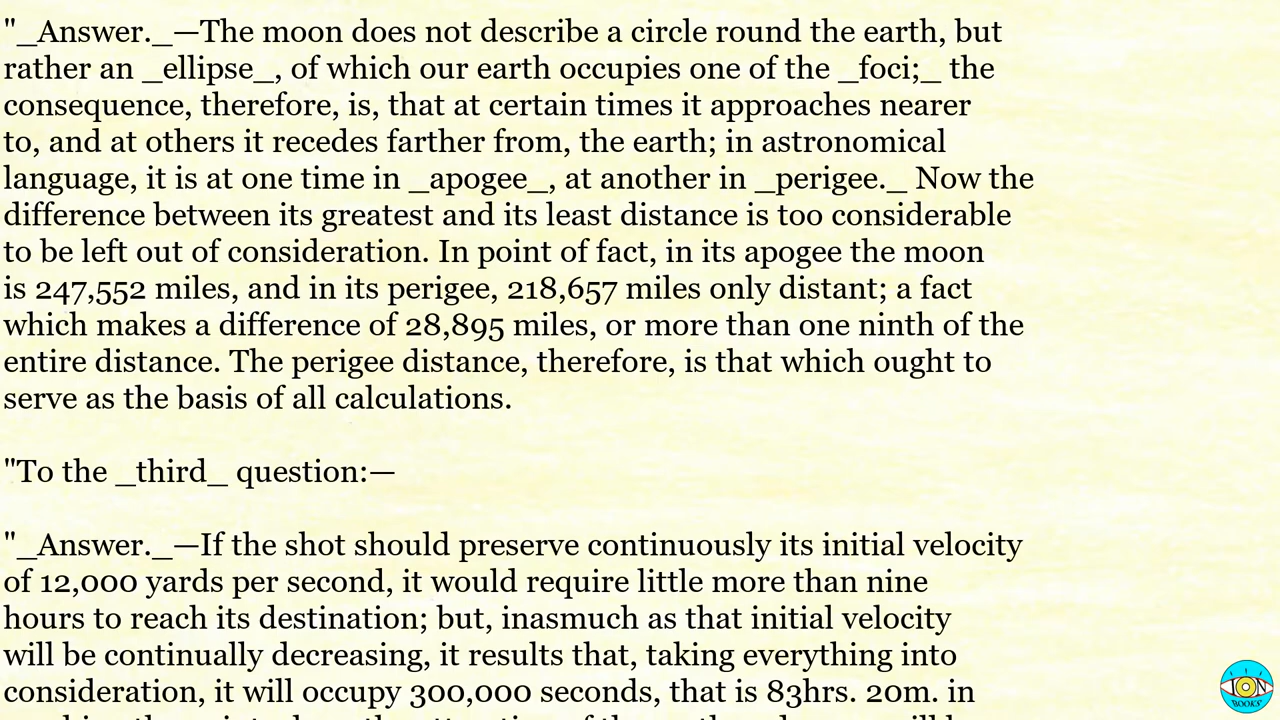 "_Answer._—The moon does not describe a circle round the earth, but
rather an _ellipse_, of which our earth occupies one of the _foci;_ the
consequence, therefore, is, that at certain times it approaches nearer
to, and at others it recedes farther from, the earth; in astronomical
language, it is at one time in _apogee_, at another in _perigee._ Now the
difference between its greatest and its least distance is too considerable
to be left out of consideration. In point of fact, in its apogee the moon
is 247,552 miles, and in its perigee, 218,657 miles only distant; a fact
which makes a difference of 28,895 miles, or more than one ninth of the
entire distance. The perigee distance, therefore, is that which ought to
serve as the basis of all calculations.
"To the _third_ question:—
"_Answer._—If the shot should preserve continuously its initial velocity
of 12,000 yards per second, it would require little more than nine
hours to reach its destination; but, inasmuch as that initial velocity
will be continually decreasing, it results that, taking everything into
consideration, it will occupy 300,000 seconds, that is 83hrs. 20m. in
ION
BOOKS